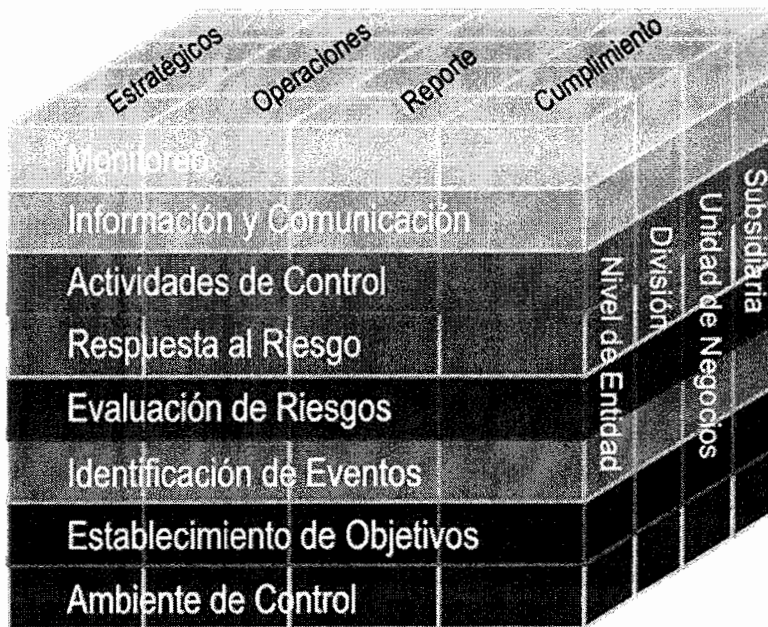 Estratégicos
Operaciones
Reporte
Cumplimiento
Monitoreo
Información y Comunicación
Actividades de Control
Respuesta al Riesgo
Evaluación de Riesgos
Identificación de Eventos
Establecimiento de Objetivos
Ambiente de Control
Nivel de Entidad
División
Unidad de Negocios
Subsidiaria